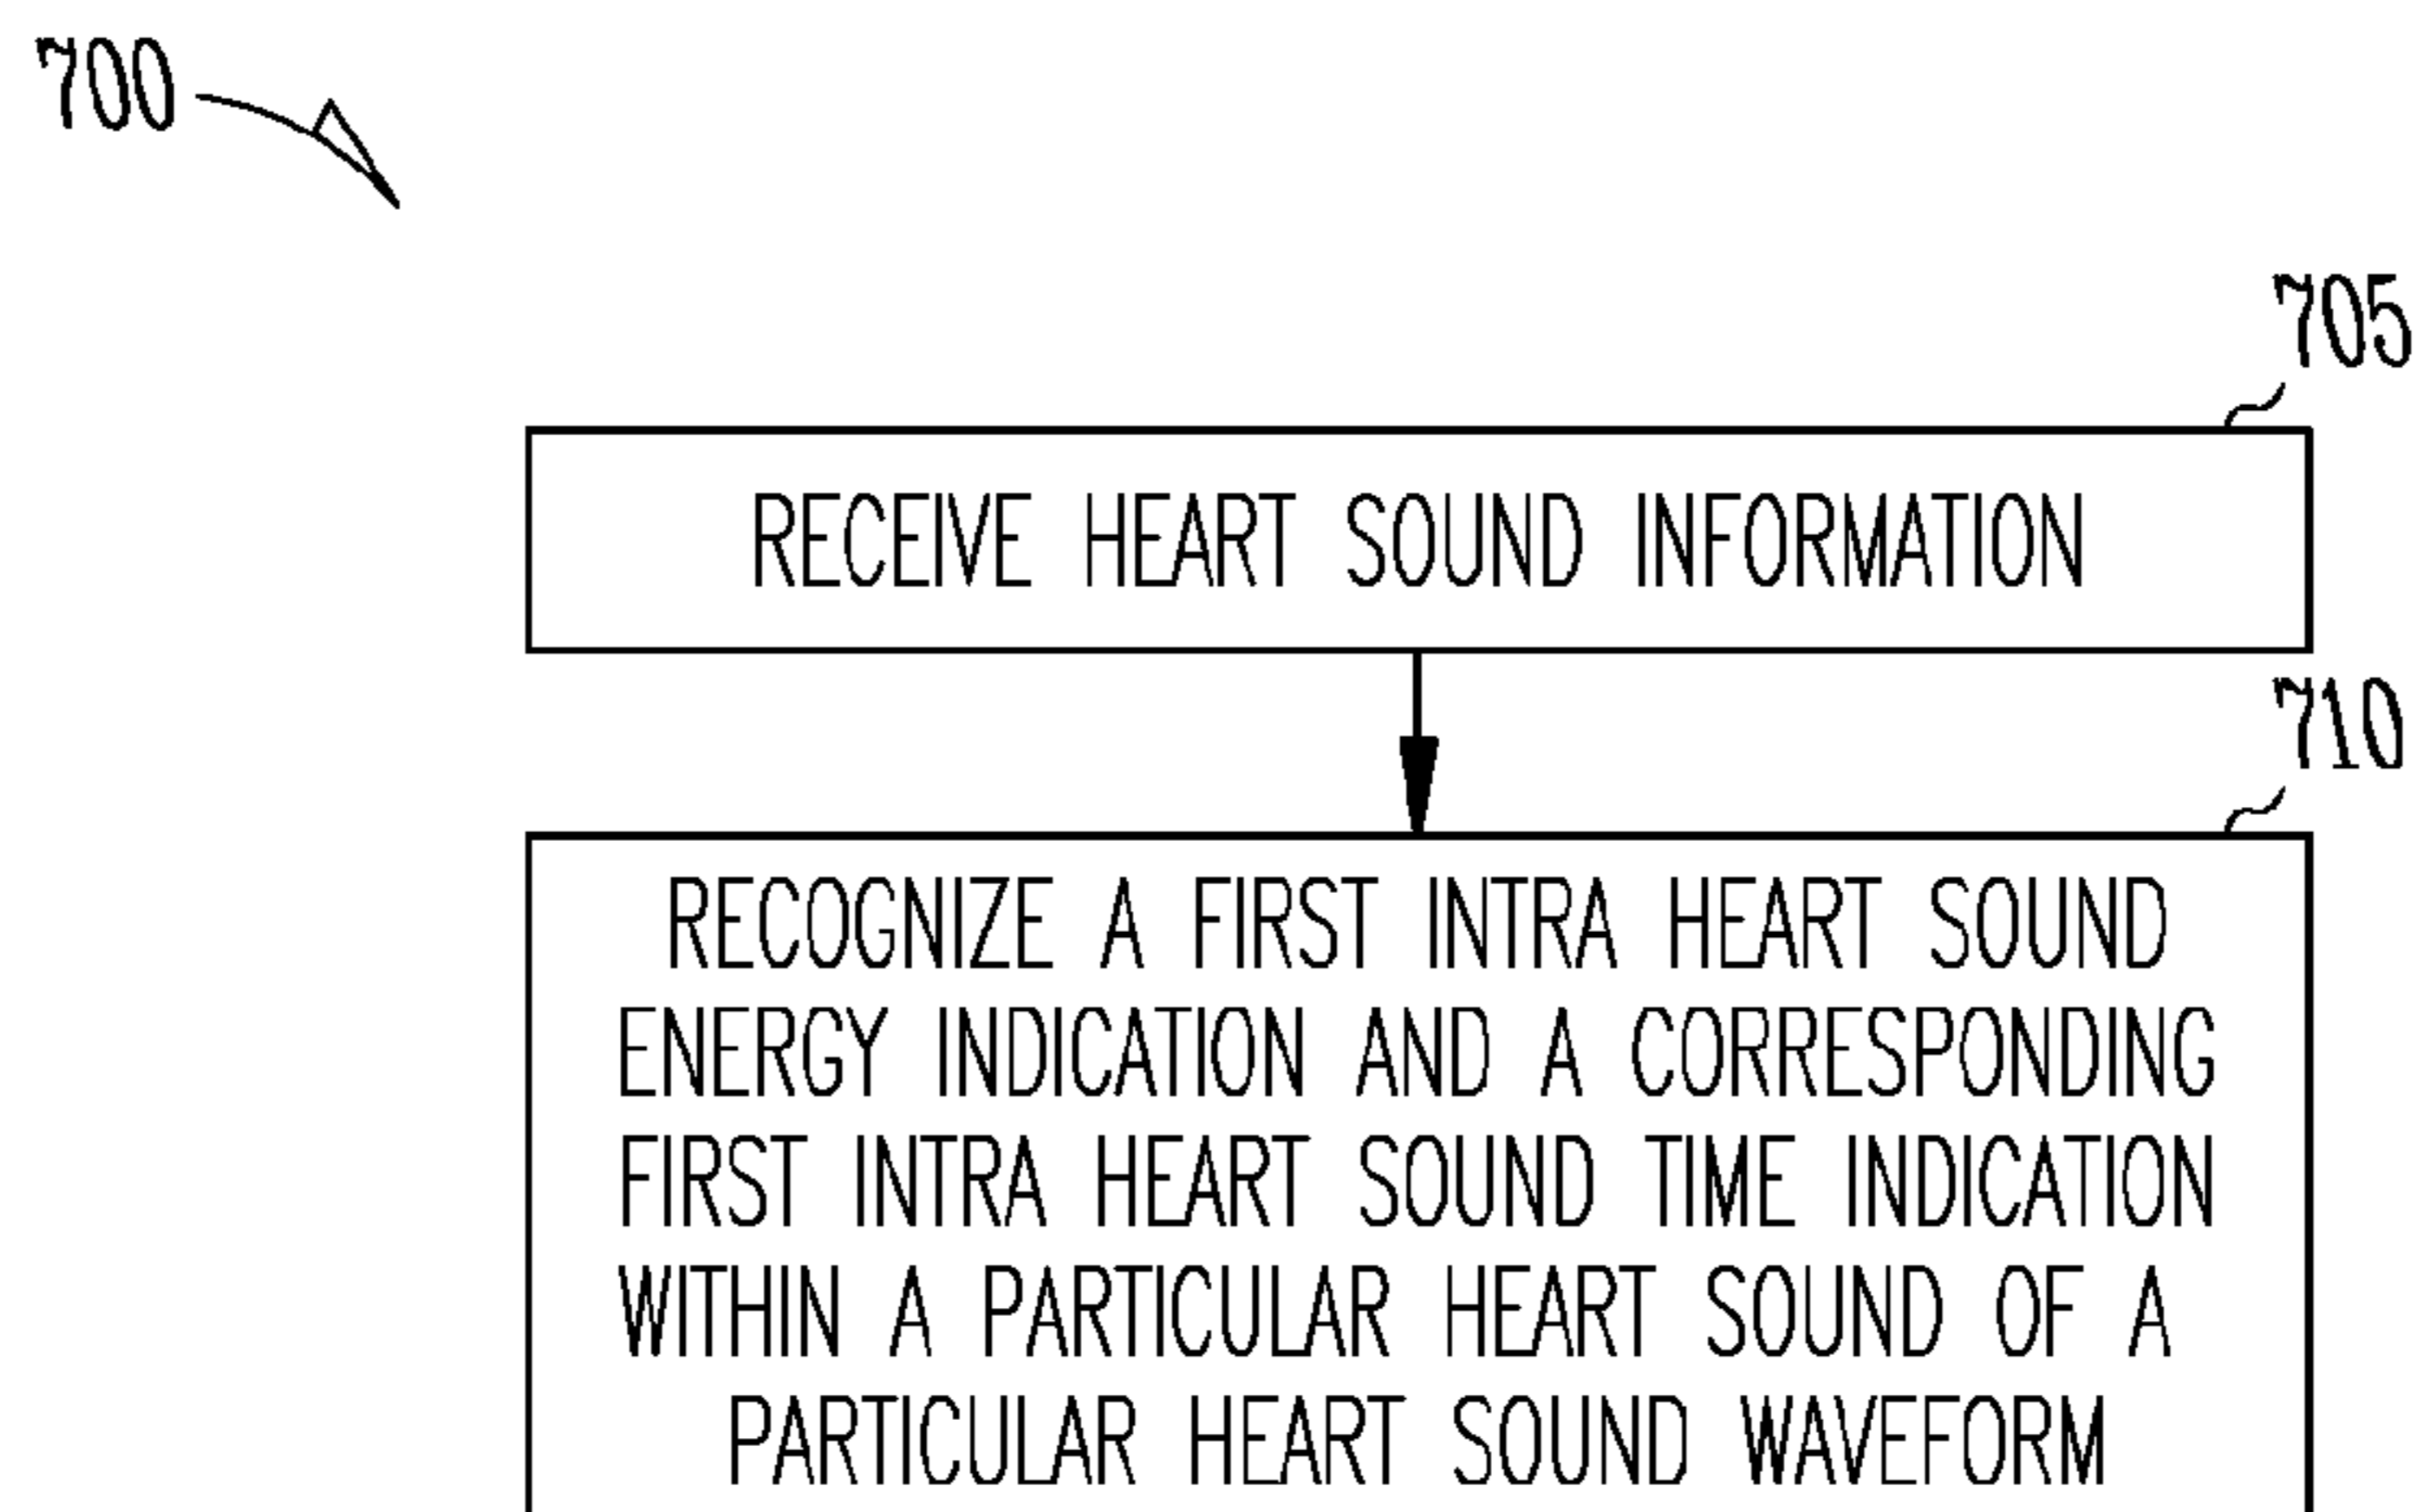 700
705
RECEIVE HEART SOUND INFORMATION
710
RECOGNIZE A FIRST INTRA HEART SOUND
ENERGY INDICATION AND A CORRESPONDING
FIRST INTRA HEART SOUND TIME INDICATION
WITHIN A PARTICULAR HEART SOUND OF A
PARTICULAR HEART SOUND WAVEFORM